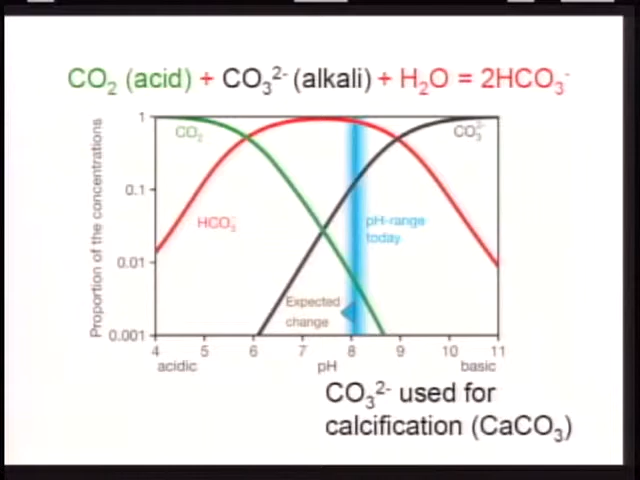 CO₂ (acid) + CO₃²⁻ (alkali) + H₂O = 2HCO₃⁻
Proportion of the concentrations
1
0.1
0.01
0.001
CO₂
CO₃²⁻
HCO₃⁻
pH-range
today
Expected
change
4 5 6 7 8 9 10 11
acidic pH basic
CO₃²⁻ used for
calcification (CaCO₃)